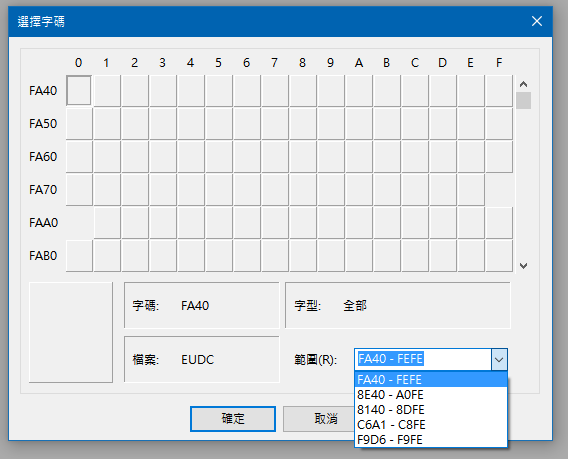 選擇字碼
0 1 2 3 4 5 6 7 8 9 A B C D E F
FA40
FA50
FA60
FA70
FAA0
FAB0
字碼: FA40 字型: 全部
檔案: EUDC 範圍(R): FA40 - FEFE
FA40 - FEFE
8E40 - A0FE
8140 - 8DFE
C6A1 - C8FE
F9D6 - F9FE
確定 取消